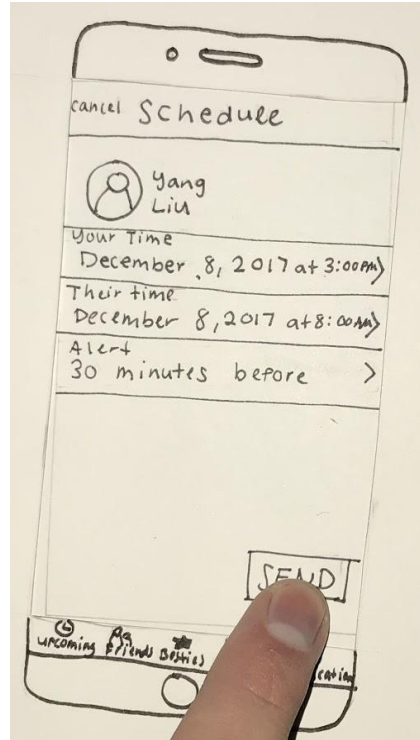 cancel Schedule
Yang
Liu
Your Time
December 8, 2017 at 3:00PM
Their time
December 8, 2017 at 8:00AM
Alert
30 minutes before >
SEND
upcoming Friends Besties